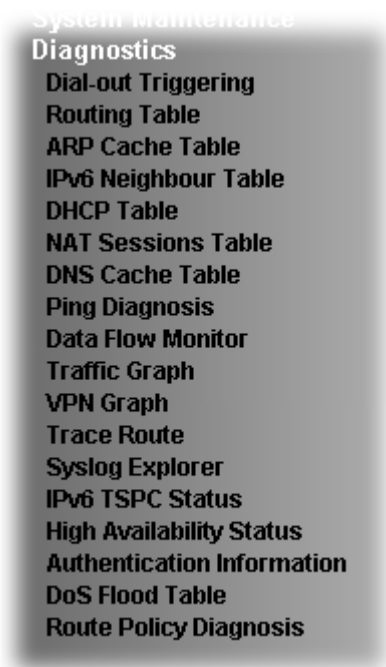 System Maintenance
Diagnostics
Dial-out Triggering
Routing Table
ARP Cache Table
IPv6 Neighbour Table
DHCP Table
NAT Sessions Table
DNS Cache Table
Ping Diagnosis
Data Flow Monitor
Traffic Graph
VPN Graph
Trace Route
Syslog Explorer
IPv6 TSPC Status
High Availability Status
Authentication Information
DoS Flood Table
Route Policy Diagnosis